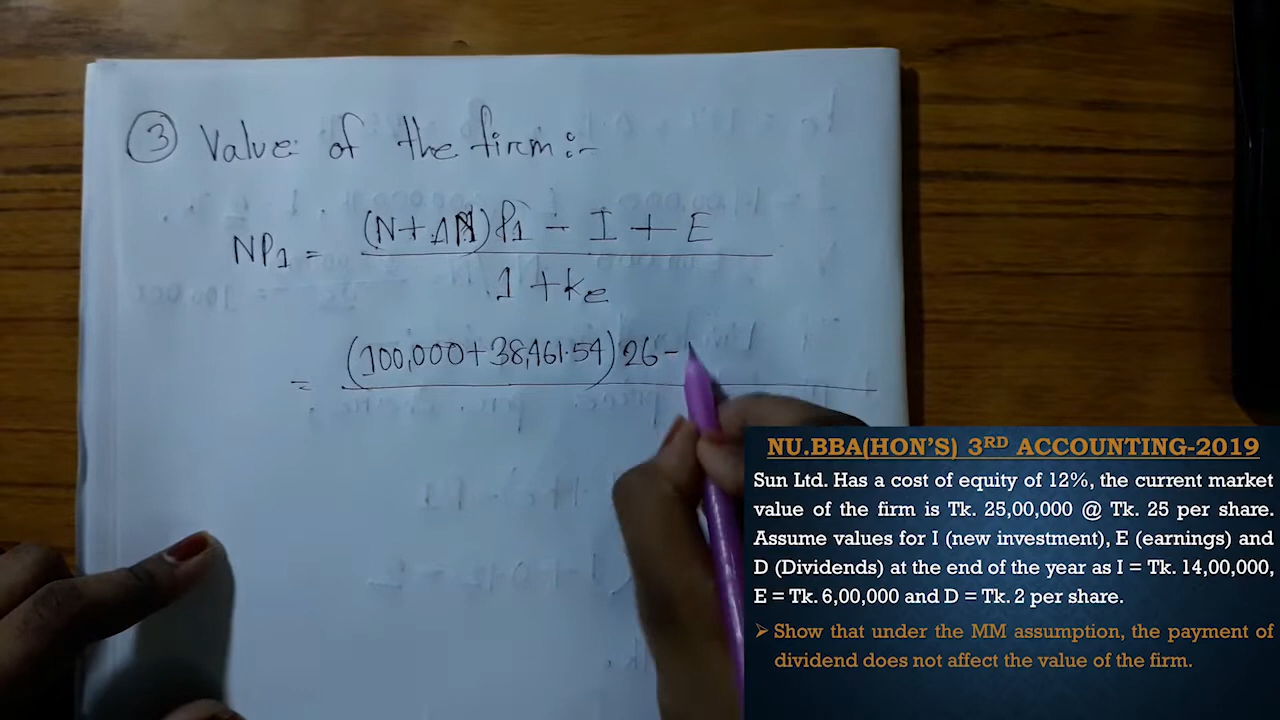 ③ Value of the firm :-
NP₁ = (N+ΔN)P₁ - I + E
1 + ke
= (100,000+38,461.54) 26 -
NU.BBA(HON'S) 3RD ACCOUNTING-2019
Sun Ltd. Has a cost of equity of 12%, the current market
value of the firm is Tk. 25,00,000 @ Tk. 25 per share.
Assume values for I (new investment), E (earnings) and
D (Dividends) at the end of the year as I = Tk. 14,00,000,
E = Tk. 6,00,000 and D = Tk. 2 per share.
➢ Show that under the MM assumption, the payment of
dividend does not affect the value of the firm.